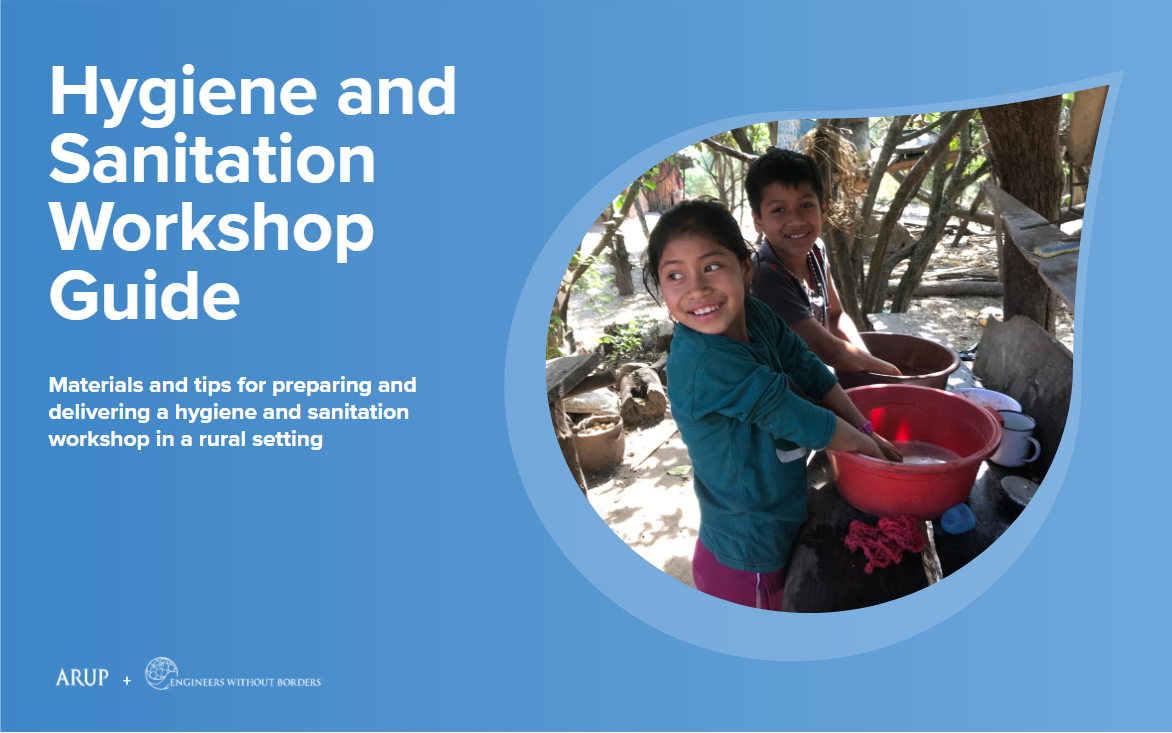 Hygiene and
Sanitation
Workshop
Guide
Materials and tips for preparing and
delivering a hygiene and sanitation
workshop in a rural setting
ARUP + ENGINEERS WITHOUT BORDERS